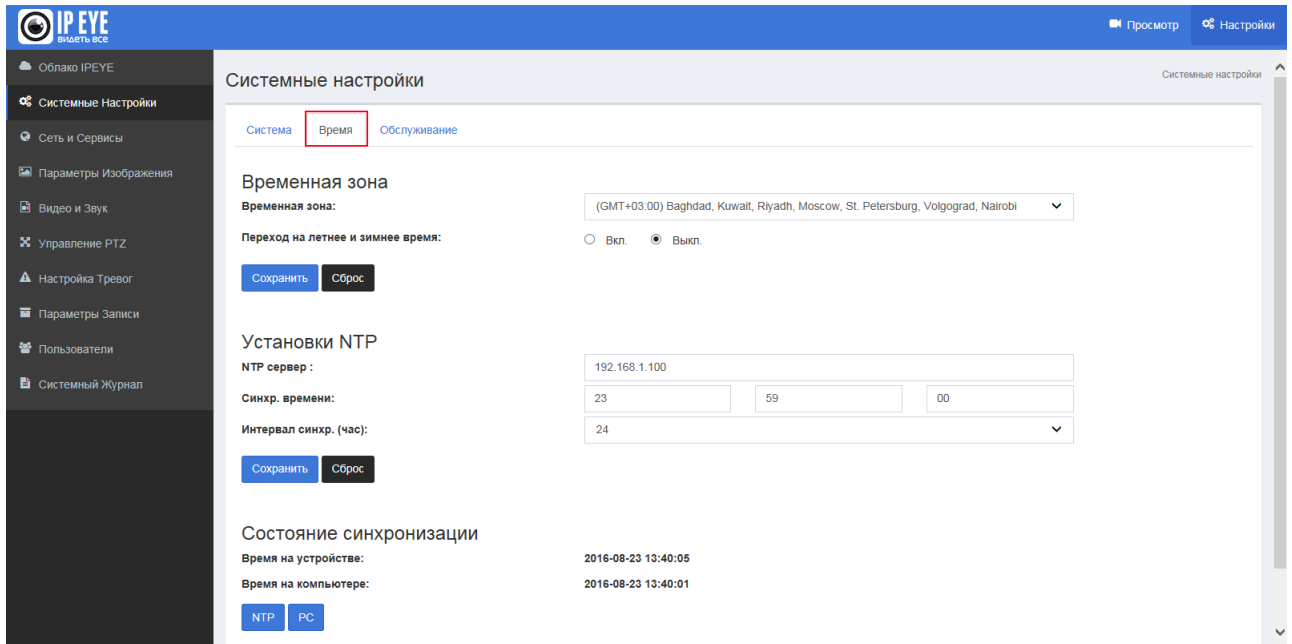 IP EYE
видеть все
Просмотр
Настройки
Облако IPEYE
Системные Настройки
Сеть и Сервисы
Параметры Изображения
Видео и Звук
Управление PTZ
Настройка Тревог
Параметры Записи
Пользователи
Системный Журнал
Системные настройки
Системные настройки
Система Время Обслуживание
Временная зона
Временная зона: (GMT+03:00) Baghdad, Kuwait, Riyadh, Moscow, St. Petersburg, Volgograd, Nairobi
Переход на летнее и зимнее время: Вкл. Выкл.
Сохранить Сброс
Установки NTP
NTP сервер : 192.168.1.100
Синхр. времени: 23 59 00
Интервал синхр. (час): 24
Сохранить Сброс
Состояние синхронизации
Время на устройстве: 2016-08-23 13:40:05
Время на компьютере: 2016-08-23 13:40:01
NTP PC